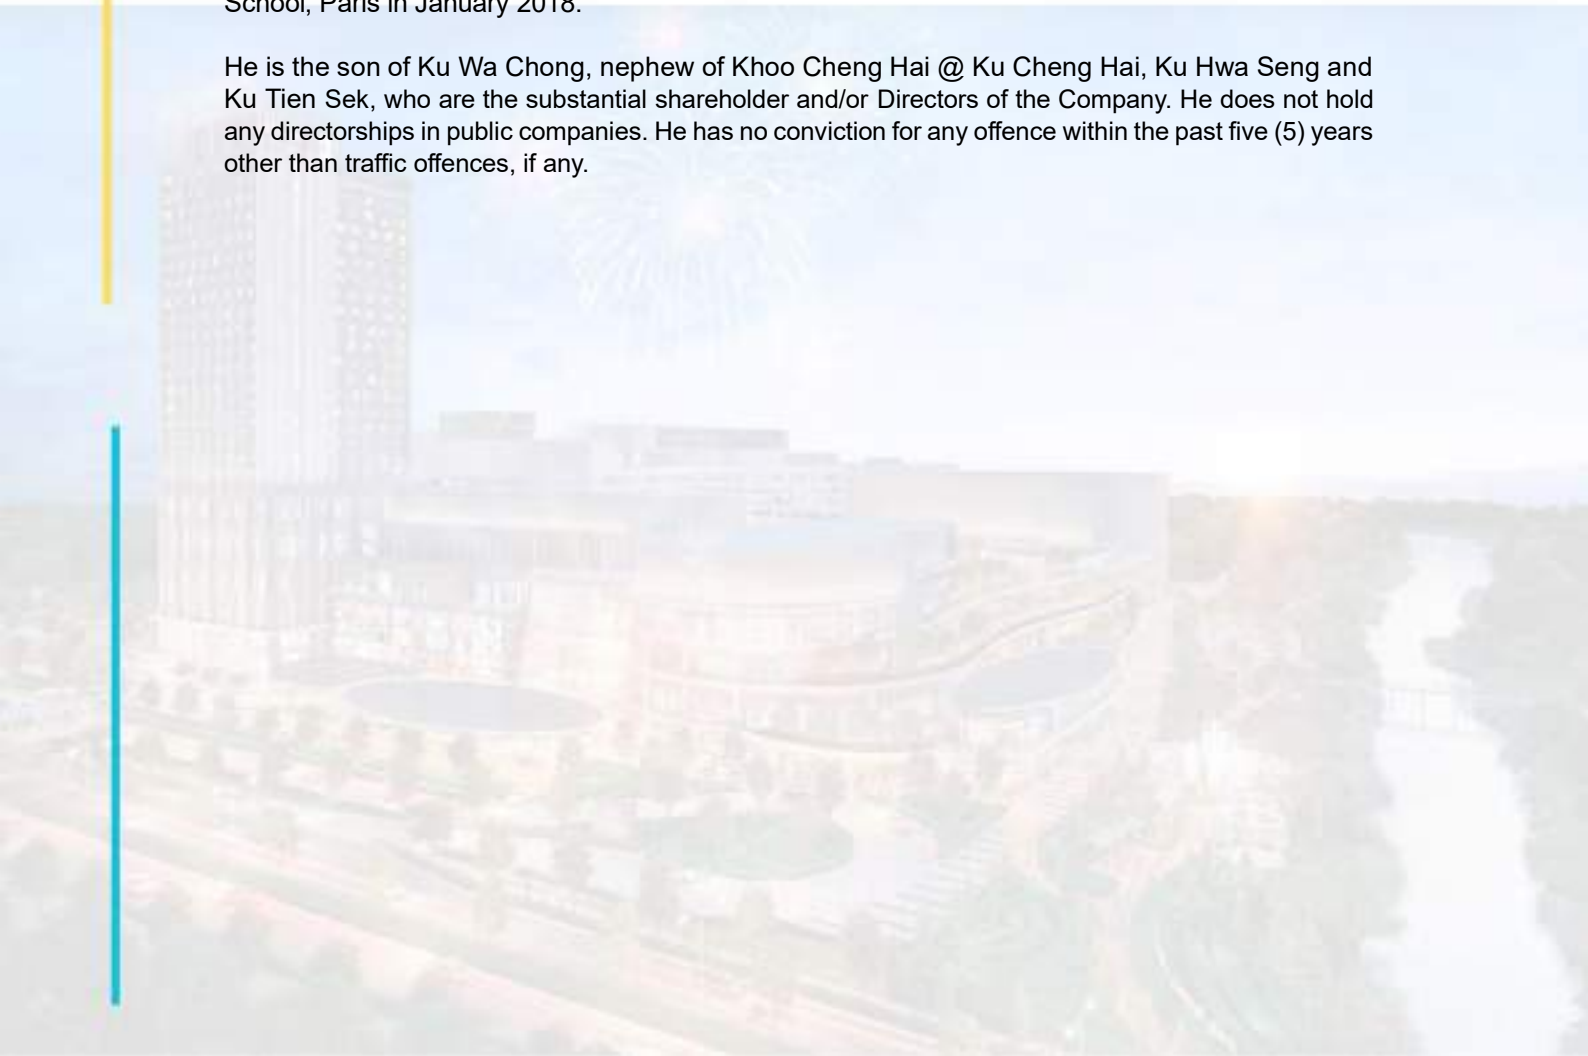 School, Paris in January 2018.
He is the son of Ku Wa Chong, nephew of Khoo Cheng Hai @ Ku Cheng Hai, Ku Hwa Seng and
Ku Tien Sek, who are the substantial shareholder and/or Directors of the Company. He does not hold
any directorships in public companies. He has no conviction for any offence within the past five (5) years
other than traffic offences, if any.